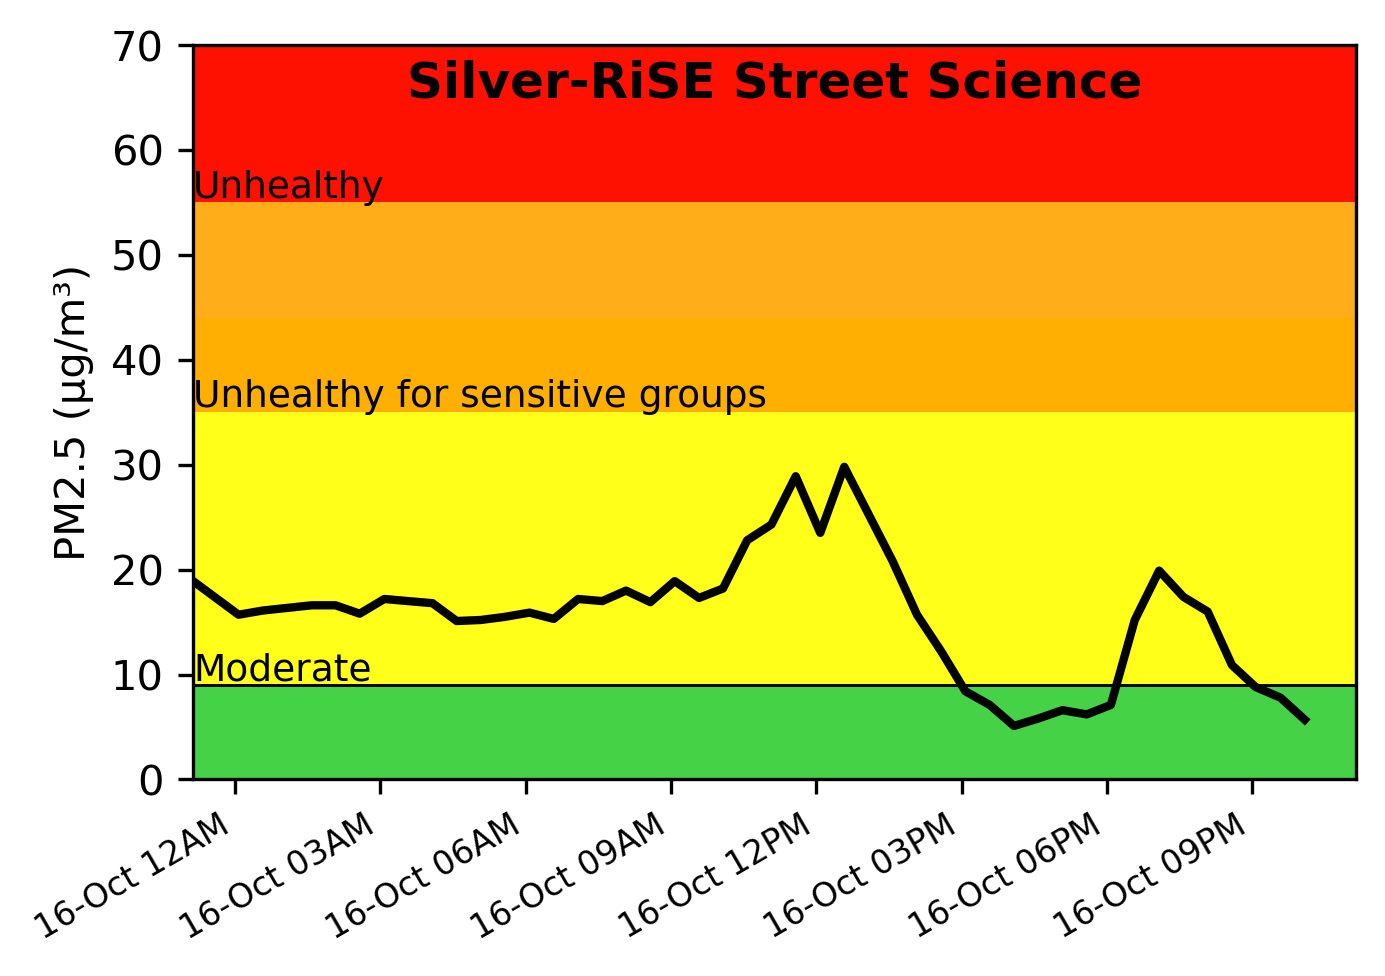 Silver-RiSE Street Science
70
60
Unhealthy
50
40
Unhealthy for sensitive groups
30
20
Moderate
10
0
PM2.5 (µg/m³)
16-Oct 12AM
16-Oct 03AM
16-Oct 06AM
16-Oct 09AM
16-Oct 12PM
16-Oct 03PM
16-Oct 06PM
16-Oct 09PM